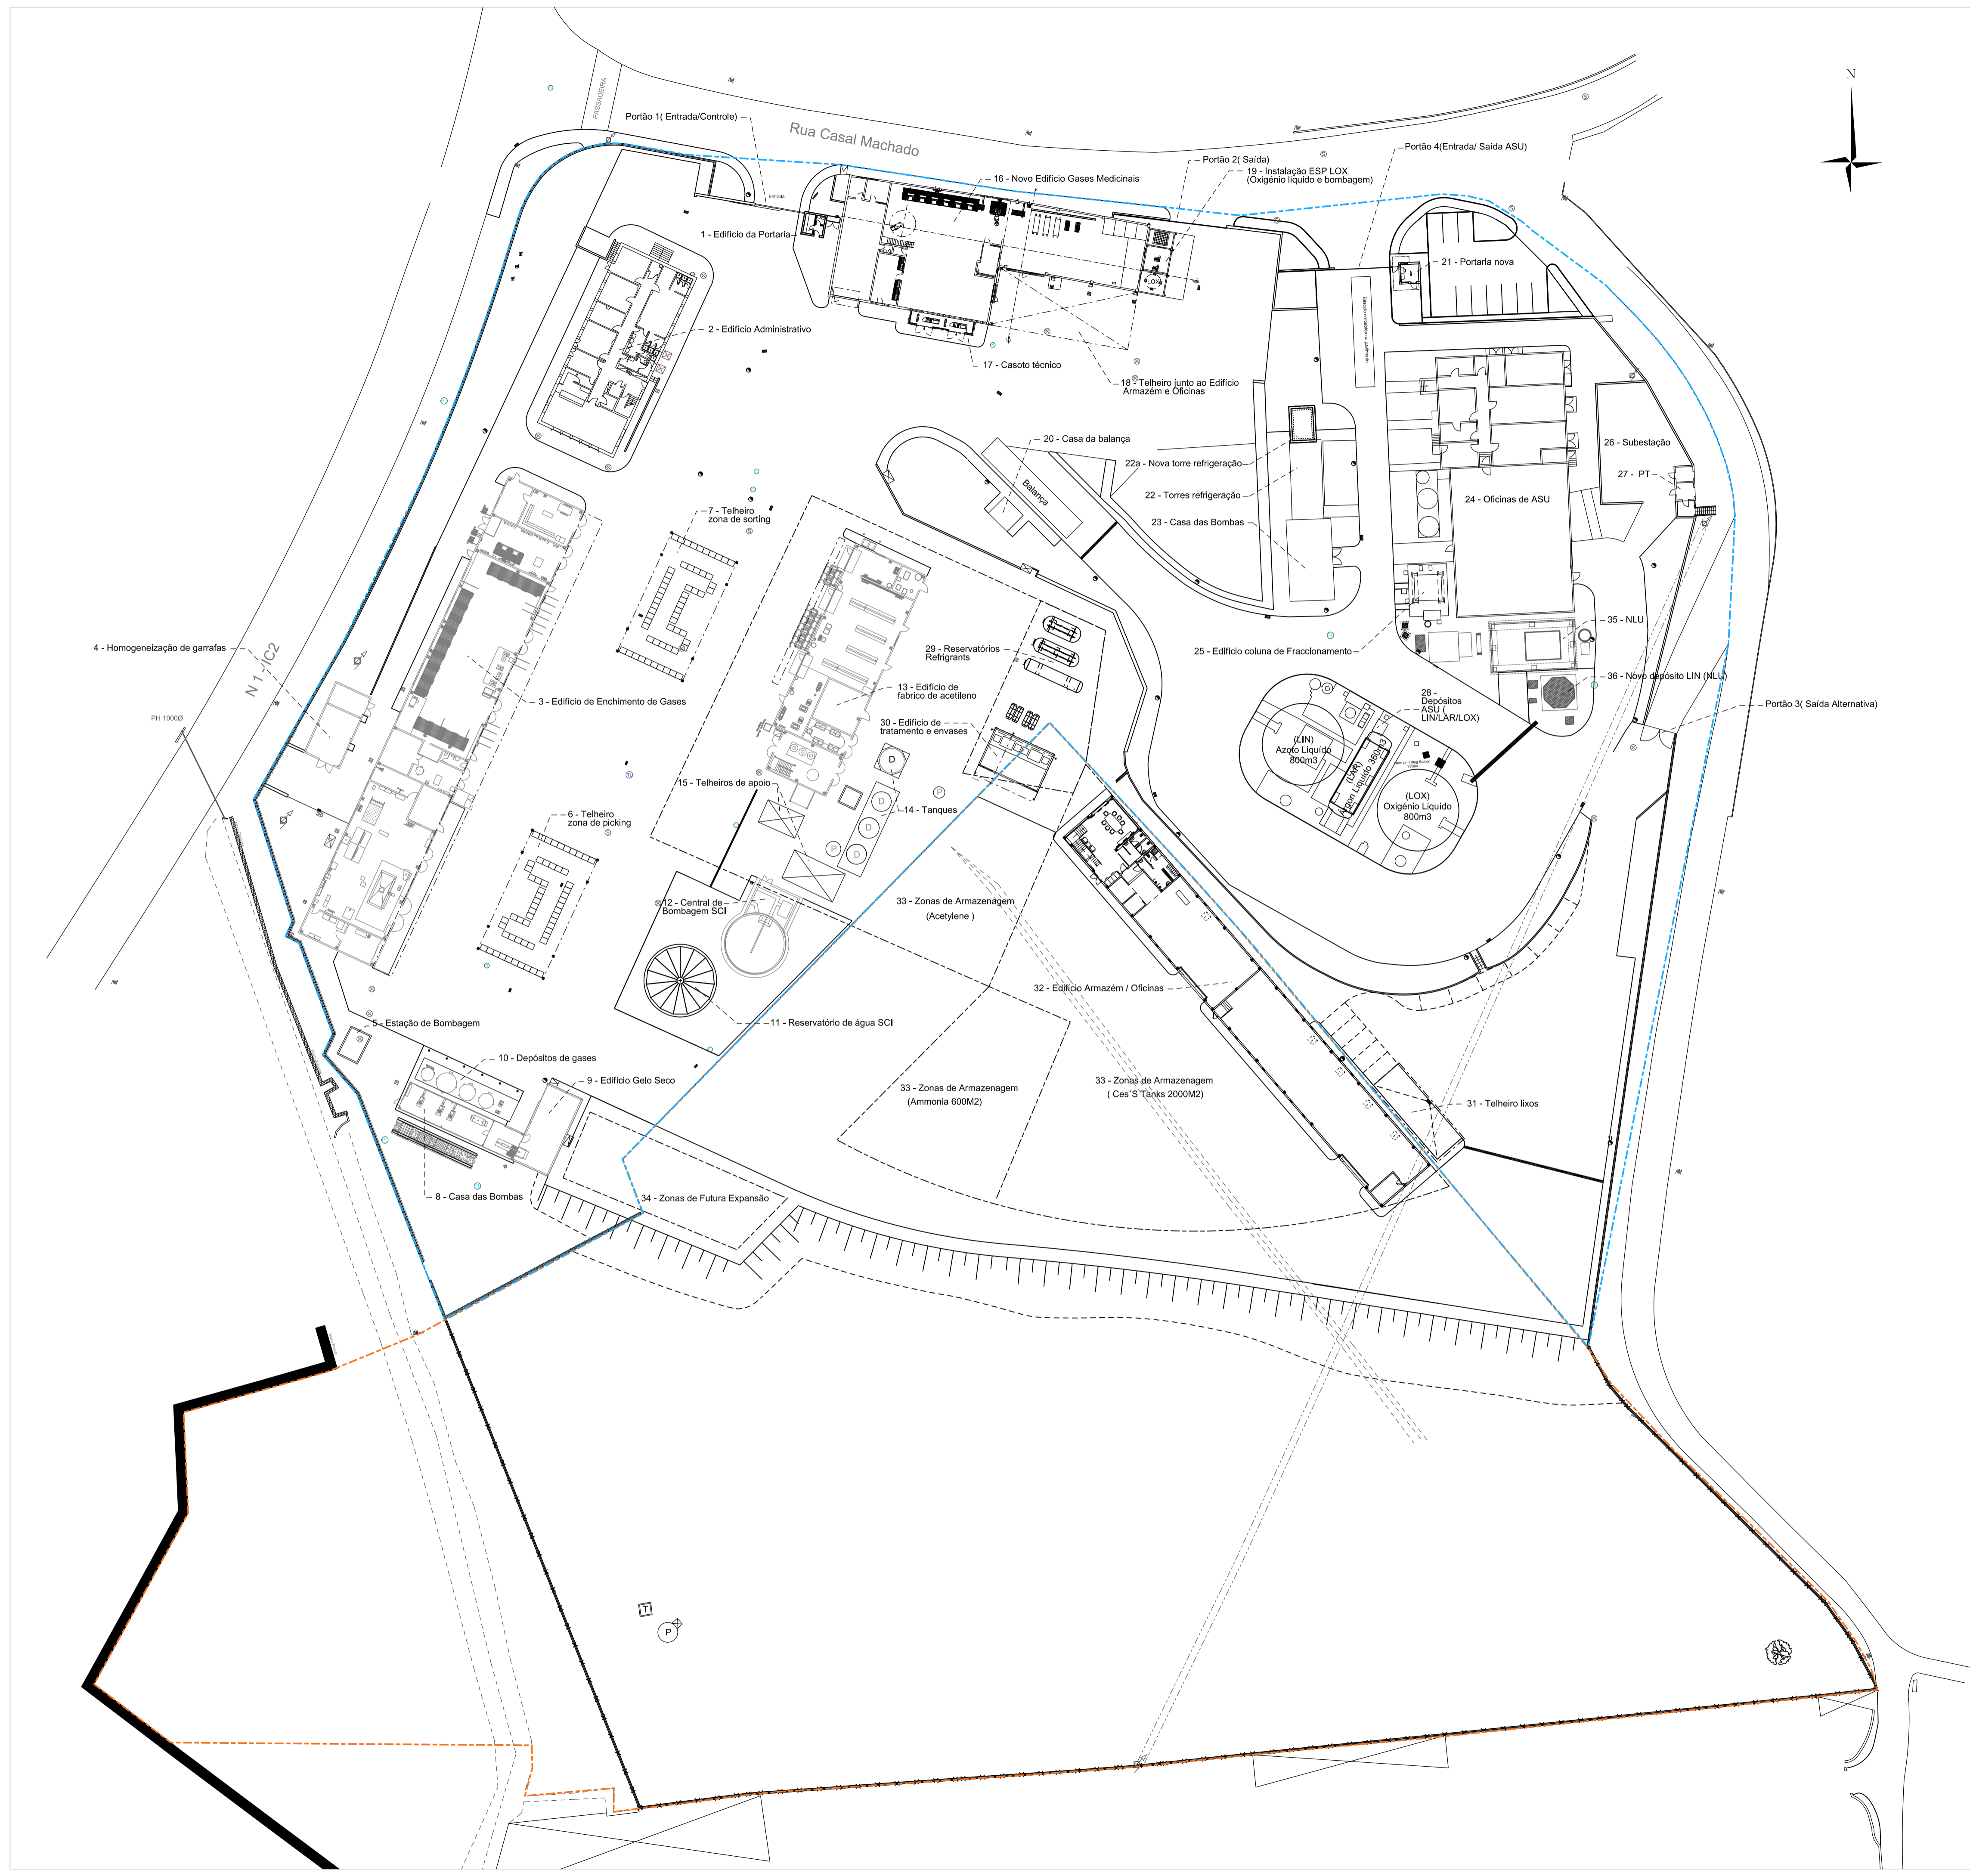 N
PASSADEIRA
Portão 1( Entrada/Controle)
Rua Casal Machado
Portão 4(Entrada/ Saída ASU)
Portão 2( Saída)
19 - Instalação ESP LOX
(Oxigénio líquido e bombagem)
16 - Novo Edifício Gases Medicinais
Entrada
1 - Edifício da Portaria
21 - Portaria nova
LOX
Báscula embebida no pavimento
2 - Edifício Administrativo
17 - Casoto técnico
18 - Telheiro junto ao Edifício
Armazém e Oficinas
20 - Casa da balança
Balança
22a - Nova torre refrigeração
22 - Torres refrigeração
23 - Casa das Bombas
26 - Subestação
27 - PT
24 - Oficinas de ASU
7 - Telheiro
zona de sorting
4 - Homogeneização de garrafas
N 1 - IC2
PH 1000Ø
3 - Edifício de Enchimento de Gases
29 - Reservatórios
Refrigrants
13 - Edifício de
fabrico de acetileno
30 - Edifício de
tratamento e envases
25 - Edifício coluna de Fraccionamento
35 - NLU
36 - Novo depósito LIN (NLU)
28 -
Depósitos
ASU (
LIN/LAR/LOX)
Portão 3( Saída Alternativa)
(LIN)
Azoto Líquido
800m3
(LAR)
Árgon Líquido 360m3
(LOX)
Oxigénio Líquido
800m3
15 - Telheiros de apoio
14 - Tanques
D
D
D
D
P
P
6 - Telheiro
zona de picking
12 - Central de
Bombagem SCI
33 - Zonas de Armazenagem
(Acetylene )
32 - Edifício Armazém / Oficinas
11 - Reservatório de água SCI
5 - Estação de Bombagem
10 - Depósitos de gases
9 - Edifício Gelo Seco
33 - Zonas de Armazenagem
(Ammonia 600M2)
33 - Zonas de Armazenagem
( Ces´S Tanks 2000M2)
31 - Telheiro lixos
8 - Casa das Bombas
34 - Zonas de Futura Expansão
T
P